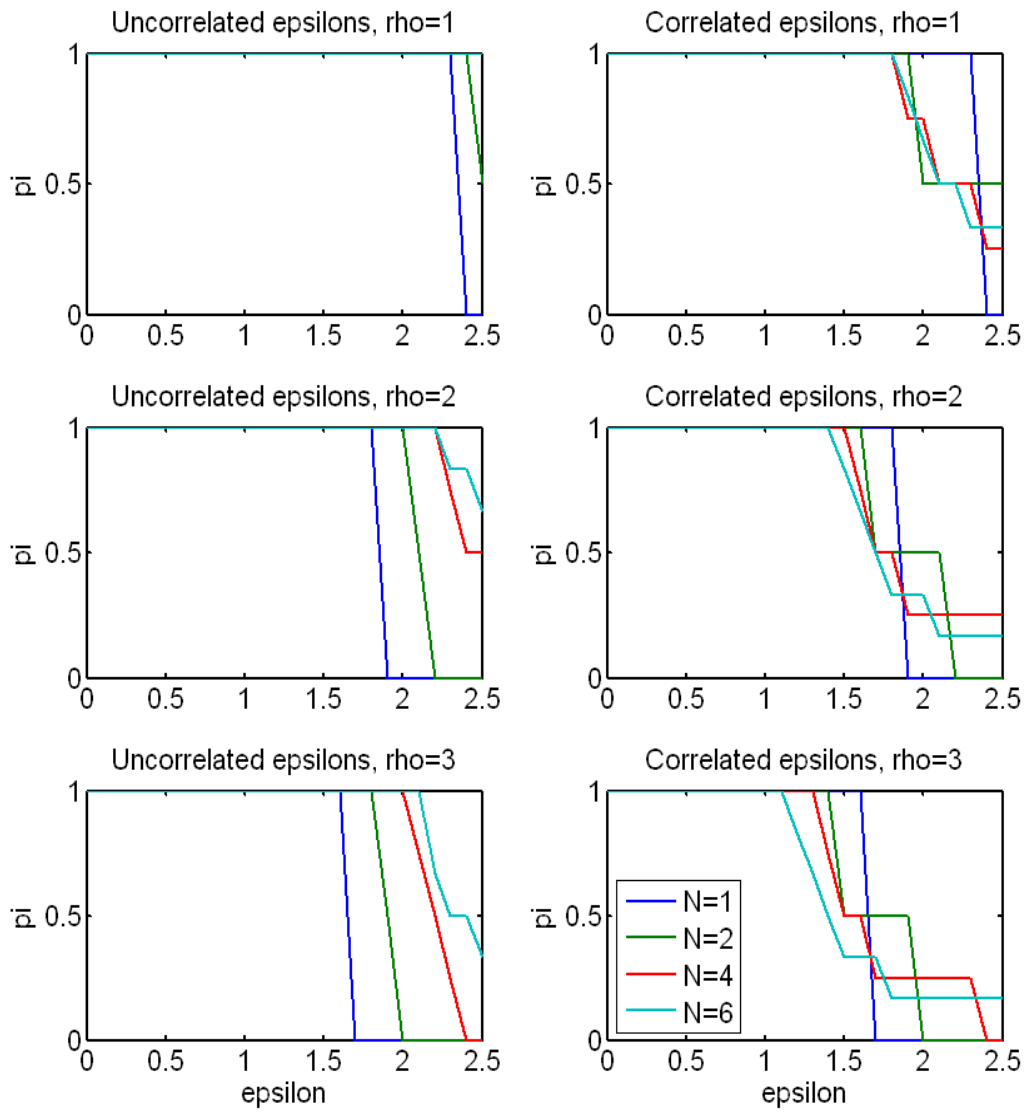 Uncorrelated epsilons, rho=1
Correlated epsilons, rho=1
1
0.5
0
pi
0 0.5 1 1.5 2 2.5
1
0.5
0
pi
0 0.5 1 1.5 2 2.5
Uncorrelated epsilons, rho=2
Correlated epsilons, rho=2
1
0.5
0
pi
0 0.5 1 1.5 2 2.5
1
0.5
0
pi
0 0.5 1 1.5 2 2.5
Uncorrelated epsilons, rho=3
Correlated epsilons, rho=3
1
0.5
0
pi
0 0.5 1 1.5 2 2.5
epsilon
1
0.5
0
pi
N=1
N=2
N=4
N=6
0 0.5 1 1.5 2 2.5
epsilon